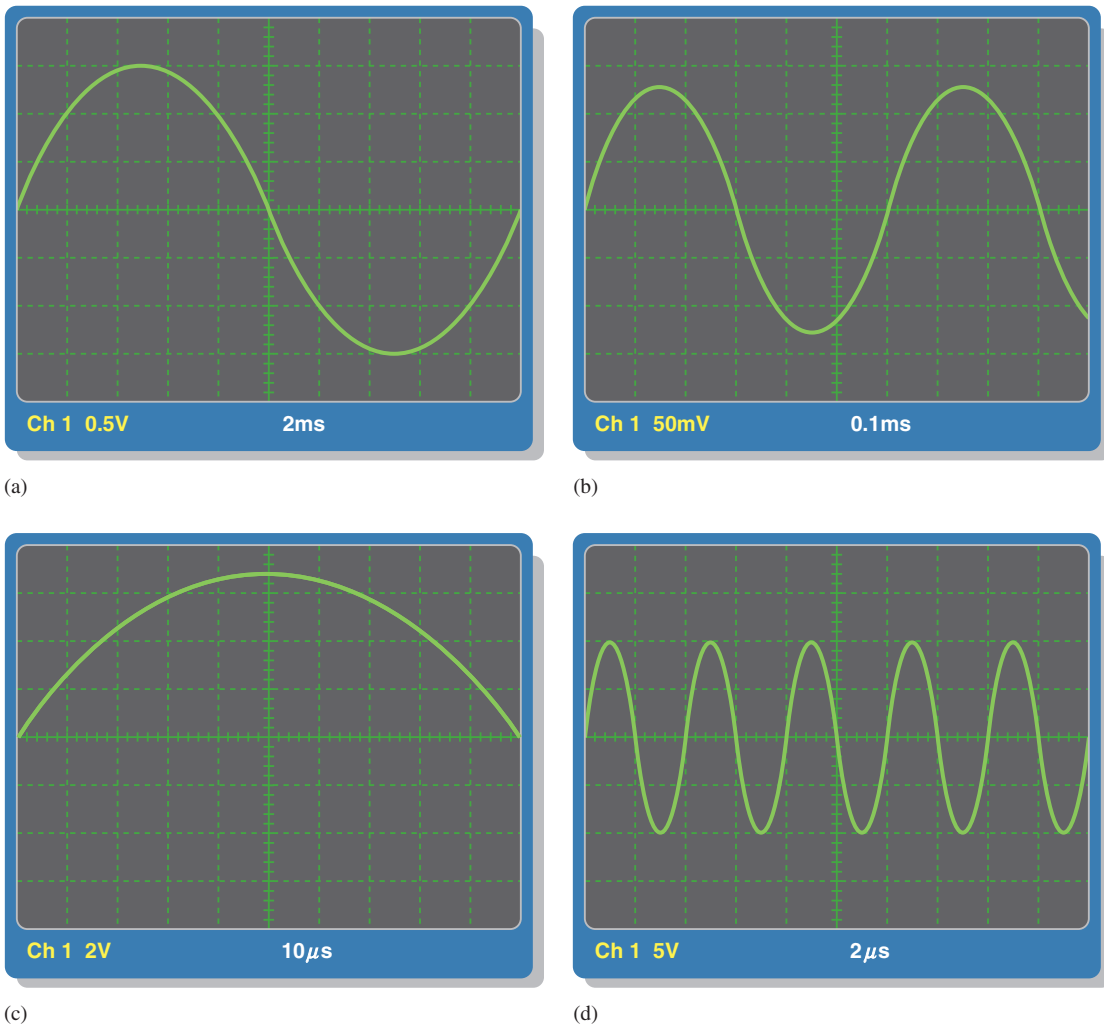 Ch 1 0.5V 2ms
Ch 1 50mV 0.1ms
(a)
(b)
Ch 1 2V 10μs
Ch 1 5V 2μs
(c)
(d)